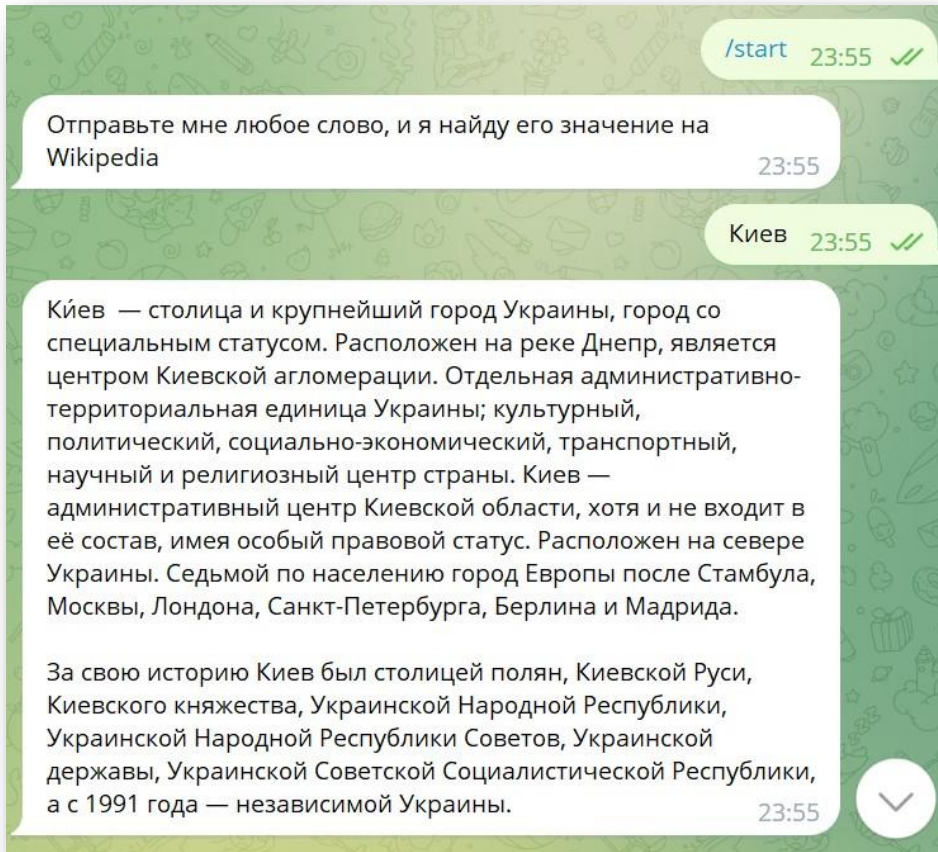 /start 23:55
Отправьте мне любое слово, и я найду его значение на
Wikipedia
23:55
Киев 23:55
Ки́ев — столица и крупнейший город Украины, город со
специальным статусом. Расположен на реке Днепр, является
центром Киевской агломерации. Отдельная административно-
территориальная единица Украины; культурный,
политический, социально-экономический, транспортный,
научный и религиозный центр страны. Киев —
административный центр Киевской области, хотя и не входит в
её состав, имея особый правовой статус. Расположен на севере
Украины. Седьмой по населению город Европы после Стамбула,
Москвы, Лондона, Санкт-Петербурга, Берлина и Мадрида.
За свою историю Киев был столицей полян, Киевской Руси,
Киевского княжества, Украинской Народной Республики,
Украинской Народной Республики Советов, Украинской
державы, Украинской Советской Социалистической Республики,
а с 1991 года — независимой Украины.
23:55